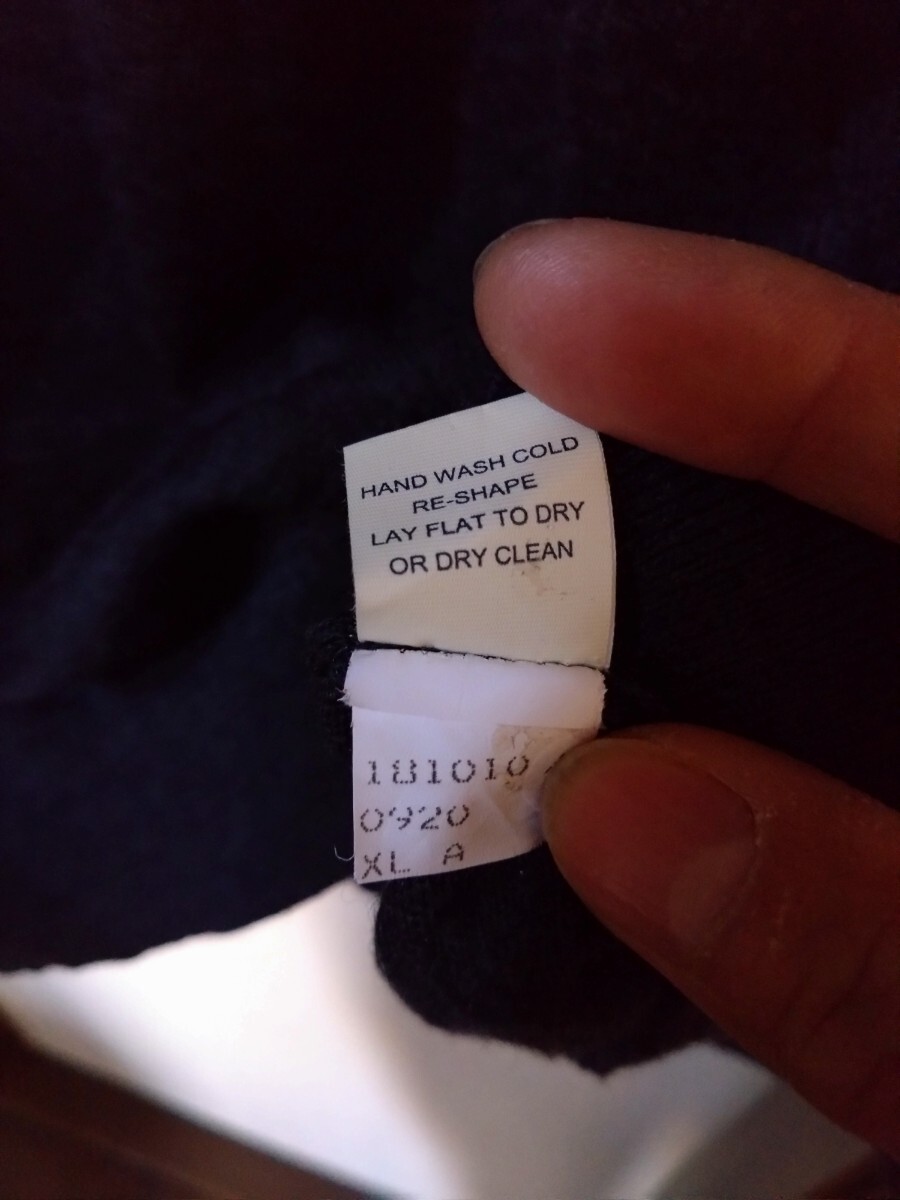 HAND WASH COLD
RE-SHAPE
LAY FLAT TO DRY
OR DRY CLEAN
181010
0920
XL A